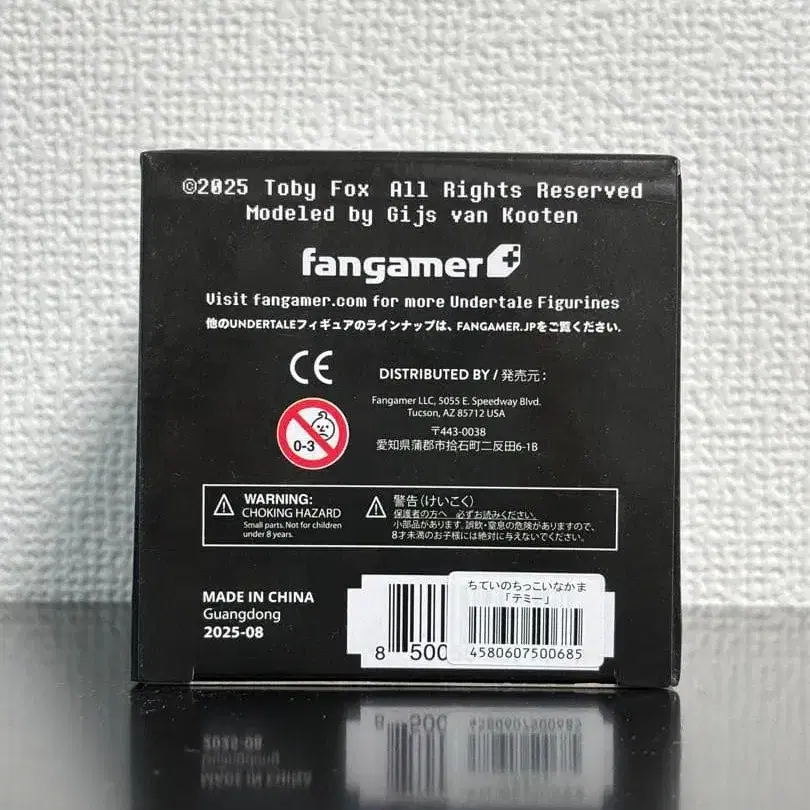 ©2025 Toby Fox All Rights Reserved
Modeled by Gijs van Kooten
fangamer
Visit fangamer.com for more Undertale Figurines
他のUNDERTALEフィギュアのラインナップは、FANGAMER.JPをご覧ください。
CE
DISTRIBUTED BY / 発売元：
Fangamer LLC, 5055 E. Speedway Blvd.
Tucson, AZ 85712 USA
〒443-0038
愛知県蒲郡市拾石町二反田6-1B
0-3
WARNING:
CHOKING HAZARD
Small parts. Not for children
under 8 years.
警告（けいこく）
保護者の方へ 必ずお読みください。
小部品があります。誤飲・窒息の危険がありますので、
8才未満のお子様には絶対に与えないでください。
MADE IN CHINA
Guangdong
2025-08
8 500
ちていのちっこいなかま
「テミー」
4580607500685